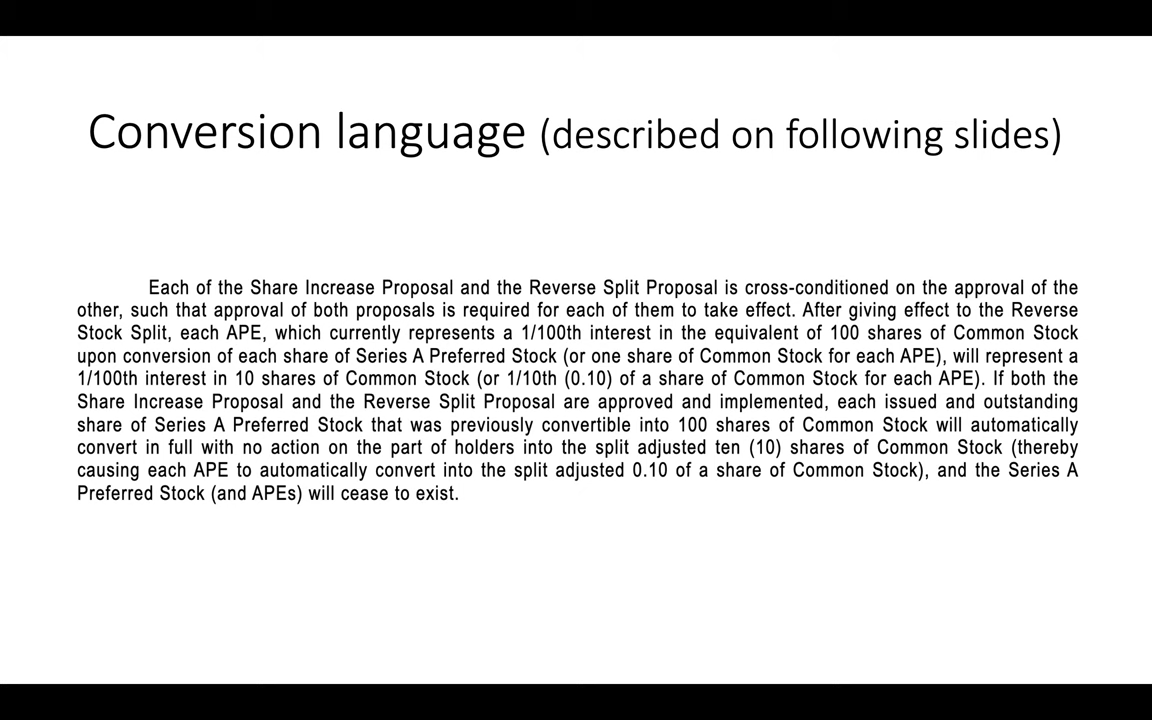 Conversion language (described on following slides)
Each of the Share Increase Proposal and the Reverse Split Proposal is cross-conditioned on the approval of the
other, such that approval of both proposals is required for each of them to take effect. After giving effect to the Reverse
Stock Split, each APE, which currently represents a 1/100th interest in the equivalent of 100 shares of Common Stock
upon conversion of each share of Series A Preferred Stock (or one share of Common Stock for each APE), will represent a
1/100th interest in 10 shares of Common Stock (or 1/10th (0.10) of a share of Common Stock for each APE). If both the
Share Increase Proposal and the Reverse Split Proposal are approved and implemented, each issued and outstanding
share of Series A Preferred Stock that was previously convertible into 100 shares of Common Stock will automatically
convert in full with no action on the part of holders into the split adjusted ten (10) shares of Common Stock (thereby
causing each APE to automatically convert into the split adjusted 0.10 of a share of Common Stock), and the Series A
Preferred Stock (and APEs) will cease to exist.